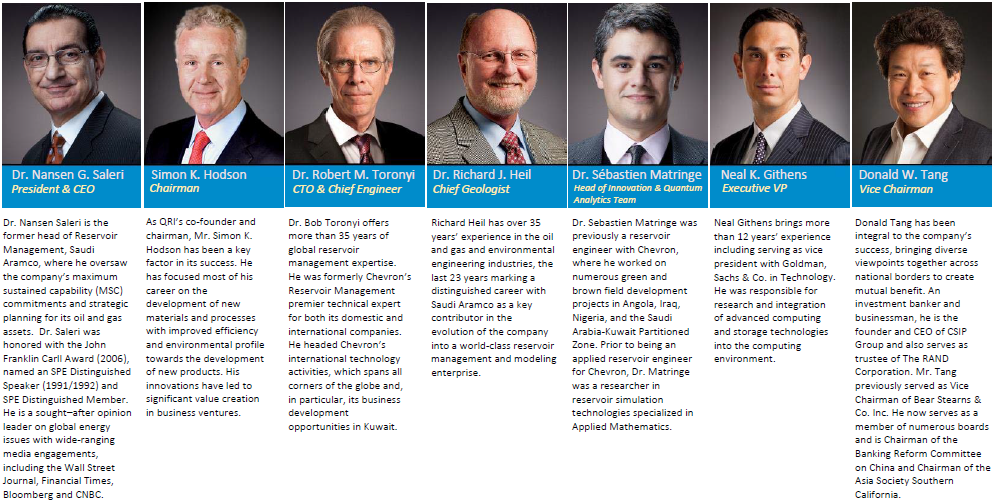 Dr. Nansen G. Saleri
President & CEO
Dr. Nansen Saleri is the
former head of Reservoir
Management, Saudi
Aramco, where he oversaw
the company's maximum
sustained capability (MSC)
commitments and strategic
planning for its oil and gas
assets. Dr. Saleri was
honored with the John
Franklin Carll Award (2006),
named an SPE Distinguished
Speaker (1991/1992) and
SPE Distinguished Member.
He is a sought–after opinion
leader on global energy
issues with wide-ranging
media engagements,
including the Wall Street
Journal, Financial Times,
Bloomberg and CNBC.
Simon K. Hodson
Chairman
As QRI's co-founder and
chairman, Mr. Simon K.
Hodson has been a key
factor in its success. He
has focused most of his
career on the
development of new
materials and processes
with improved efficiency
and environmental profile
towards the development
of new products. His
innovations have led to
significant value creation
in business ventures.
Dr. Robert M. Toronyi
CTO & Chief Engineer
Dr. Bob Toronyi offers
more than 35 years of
global reservoir
management expertise.
He was formerly Chevron's
Reservoir Management
premier technical expert
for both its domestic and
international companies.
He headed Chevron's
international technology
activities, which spans all
corners of the globe and,
in particular, its business
development
opportunities in Kuwait.
Dr. Richard J. Heil
Chief Geologist
Richard Heil has over 35
years' experience in the oil
and gas and environmental
engineering industries, the
last 23 years marking a
distinguished career with
Saudi Aramco as a key
contributor in the
evolution of the company
into a world-class reservoir
management and modeling
enterprise.
Dr. Sébastien Matringe
Head of Innovation & Quantum
Analytics Team
Dr. Sebastien Matringe was
previously a reservoir
engineer with Chevron,
where he worked on
numerous green and
brown field development
projects in Angola, Iraq,
Nigeria, and the Saudi
Arabia-Kuwait Partitioned
Zone. Prior to being an
applied reservoir engineer
for Chevron, Dr. Matringe
was a researcher in
reservoir simulation
technologies specialized in
Applied Mathematics.
Neal K. Githens
Executive VP
Neal Githens brings more
than 12 years' experience
including serving as vice
president with Goldman,
Sachs & Co. in Technology.
He was responsible for
research and integration
of advanced computing
and storage technologies
into the computing
environment.
Donald W. Tang
Vice Chairman
Donald Tang has been
integral to the company's
success, bringing diverse
viewpoints together across
national borders to create
mutual benefit. An
investment banker and
businessman, he is the
founder and CEO of CSIP
Group and also serves as
trustee of The RAND
Corporation. Mr. Tang
previously served as Vice
Chairman of Bear Stearns &
Co. Inc. He now serves as a
member of numerous boards
and is Chairman of the
Banking Reform Committee
on China and Chairman of the
Asia Society Southern
California.